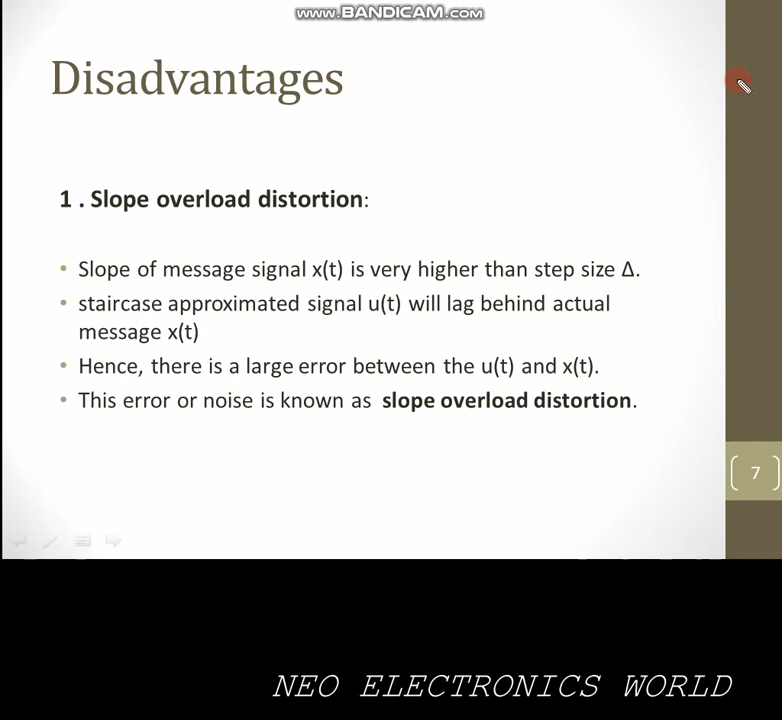 www.BANDICAM.com
Disadvantages
1 . Slope overload distortion:
• Slope of message signal x(t) is very higher than step size Δ.
• staircase approximated signal u(t) will lag behind actual
message x(t)
• Hence, there is a large error between the u(t) and x(t).
• This error or noise is known as slope overload distortion.
7
NEO ELECTRONICS WORLD